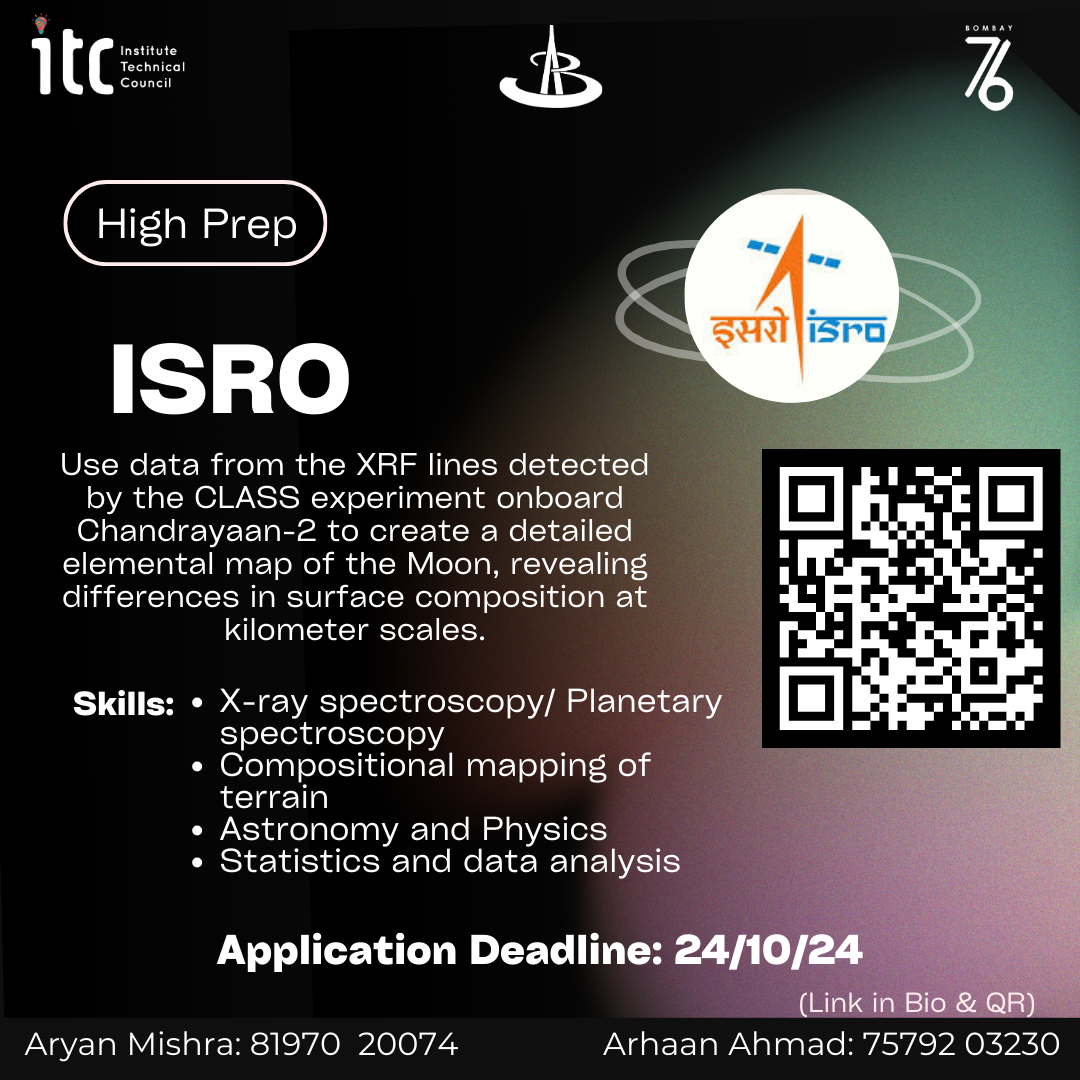 itc Institute
Technical
Council
BOMBAY
76
High Prep
इसरो isro
ISRO
Use data from the XRF lines detected
by the CLASS experiment onboard
Chandrayaan-2 to create a detailed
elemental map of the Moon, revealing
differences in surface composition at
kilometer scales.
Skills: • X-ray spectroscopy/ Planetary
spectroscopy
• Compositional mapping of
terrain
• Astronomy and Physics
• Statistics and data analysis
Application Deadline: 24/10/24
(Link in Bio & QR)
Aryan Mishra: 81970 20074 Arhaan Ahmad: 75792 03230